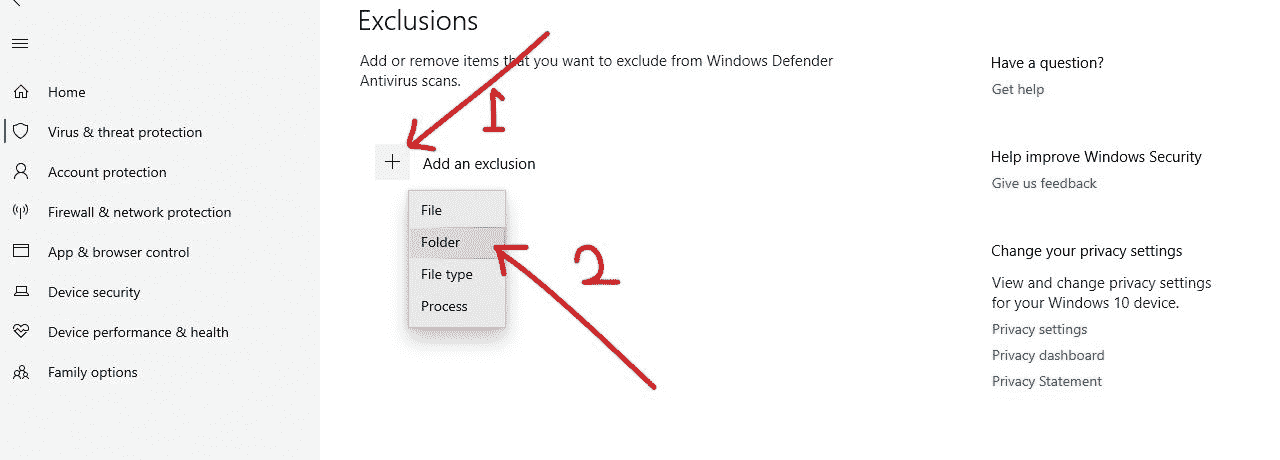 Home
Virus & threat protection
Account protection
Firewall & network protection
App & browser control
Device security
Device performance & health
Family options
Exclusions
Add or remove items that you want to exclude from Windows Defender
Antivirus scans.
1
Add an exclusion
File
Folder
File type
Process
2
Have a question?
Get help
Help improve Windows Security
Give us feedback
Change your privacy settings
View and change privacy settings
for your Windows 10 device.
Privacy settings
Privacy dashboard
Privacy Statement